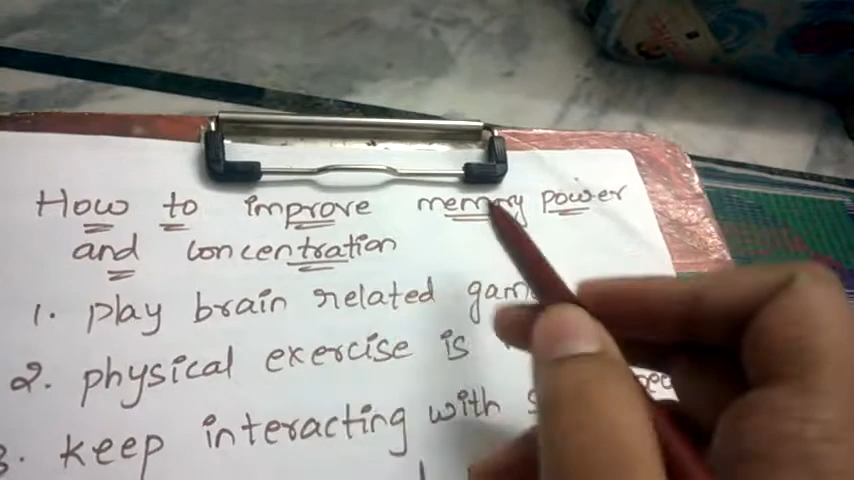 How to improve memory power
and concentration
1. play brain related
2. physical exercise is
3. keep interacting with